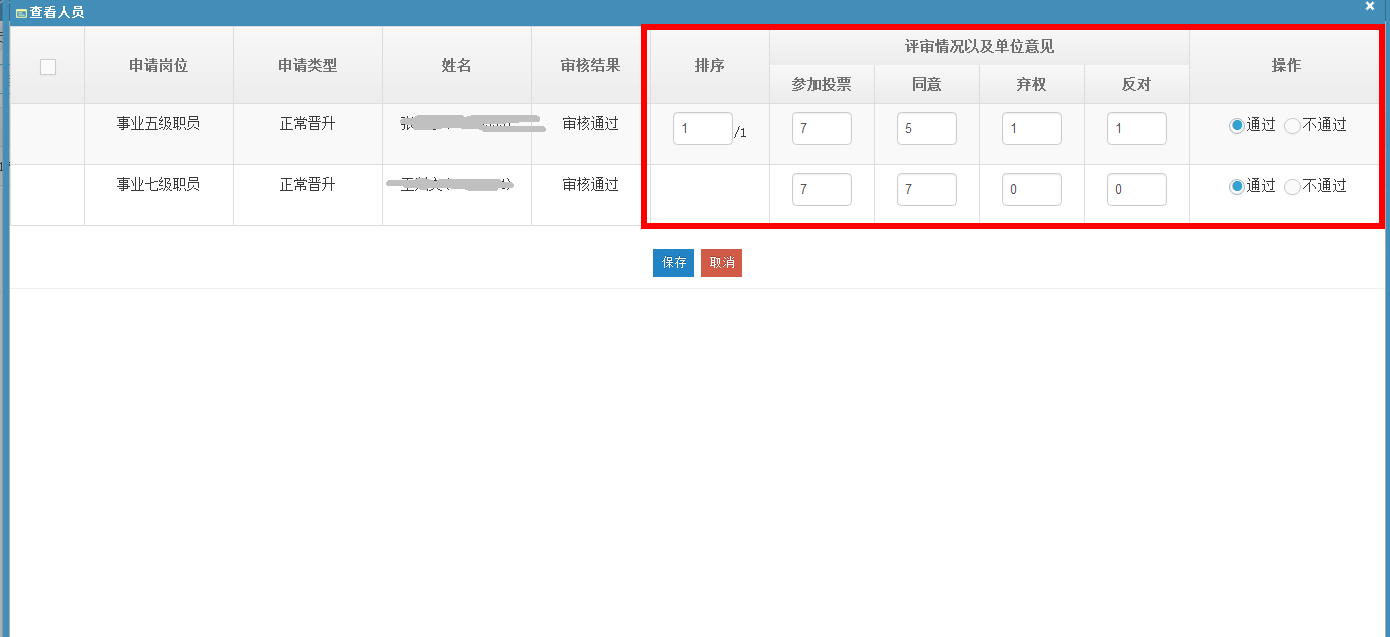 查看人员
申请岗位 申请类型 姓名 审核结果 排序 评审情况以及单位意见 操作
参加投票 同意 弃权 反对
事业五级职员 正常晋升 审核通过 1 /1 7 5 1 1 通过 不通过
事业七级职员 正常晋升 审核通过 7 7 0 0 通过 不通过
保存 取消